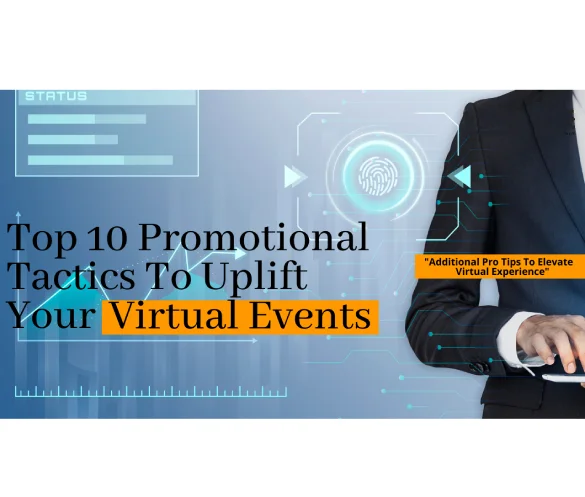 STATUS
Top 10 Promotional
Tactics To Uplift
Your Virtual Events
"Additional Pro Tips To Elevate
Virtual Experience"